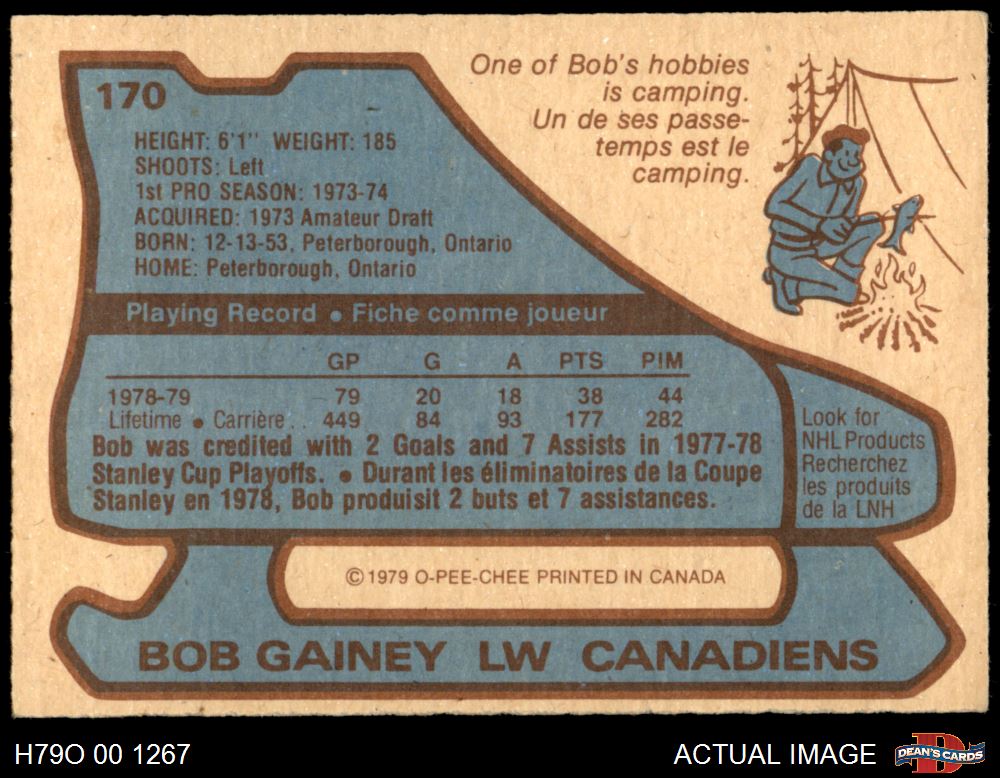 170
One of Bob's hobbies
is camping.
Un de ses passe-
temps est le
camping.
HEIGHT: 6'1" WEIGHT: 185
SHOOTS: Left
1st PRO SEASON: 1973-74
ACQUIRED: 1973 Amateur Draft
BORN: 12-13-53, Peterborough, Ontario
HOME: Peterborough, Ontario
Playing Record • Fiche comme joueur
GP G A PTS PIM
1978-79 79 20 18 38 44
Lifetime • Carrière.. 449 84 93 177 282
Bob was credited with 2 Goals and 7 Assists in 1977-78
Stanley Cup Playoffs. • Durant les éliminatoires de la Coupe
Stanley en 1978, Bob produisit 2 buts et 7 assistances.
Look for
NHL Products
Recherchez
les produits
de la LNH
© 1979 O-PEE-CHEE PRINTED IN CANADA
BOB GAINEY LW CANADIENS
H79O 00 1267
ACTUAL IMAGE
D
DEAN'S CARDS